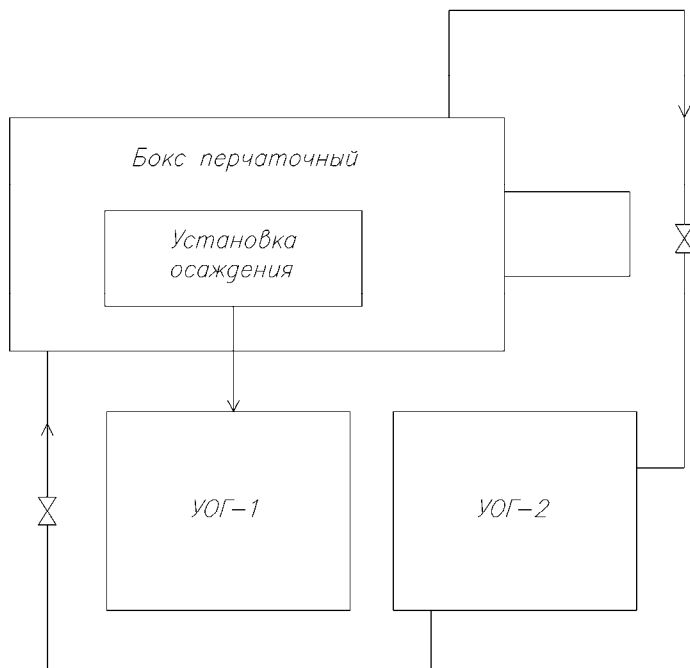 Бокс перчаточный
Установка
осаждения
УОГ-1
УОГ-2